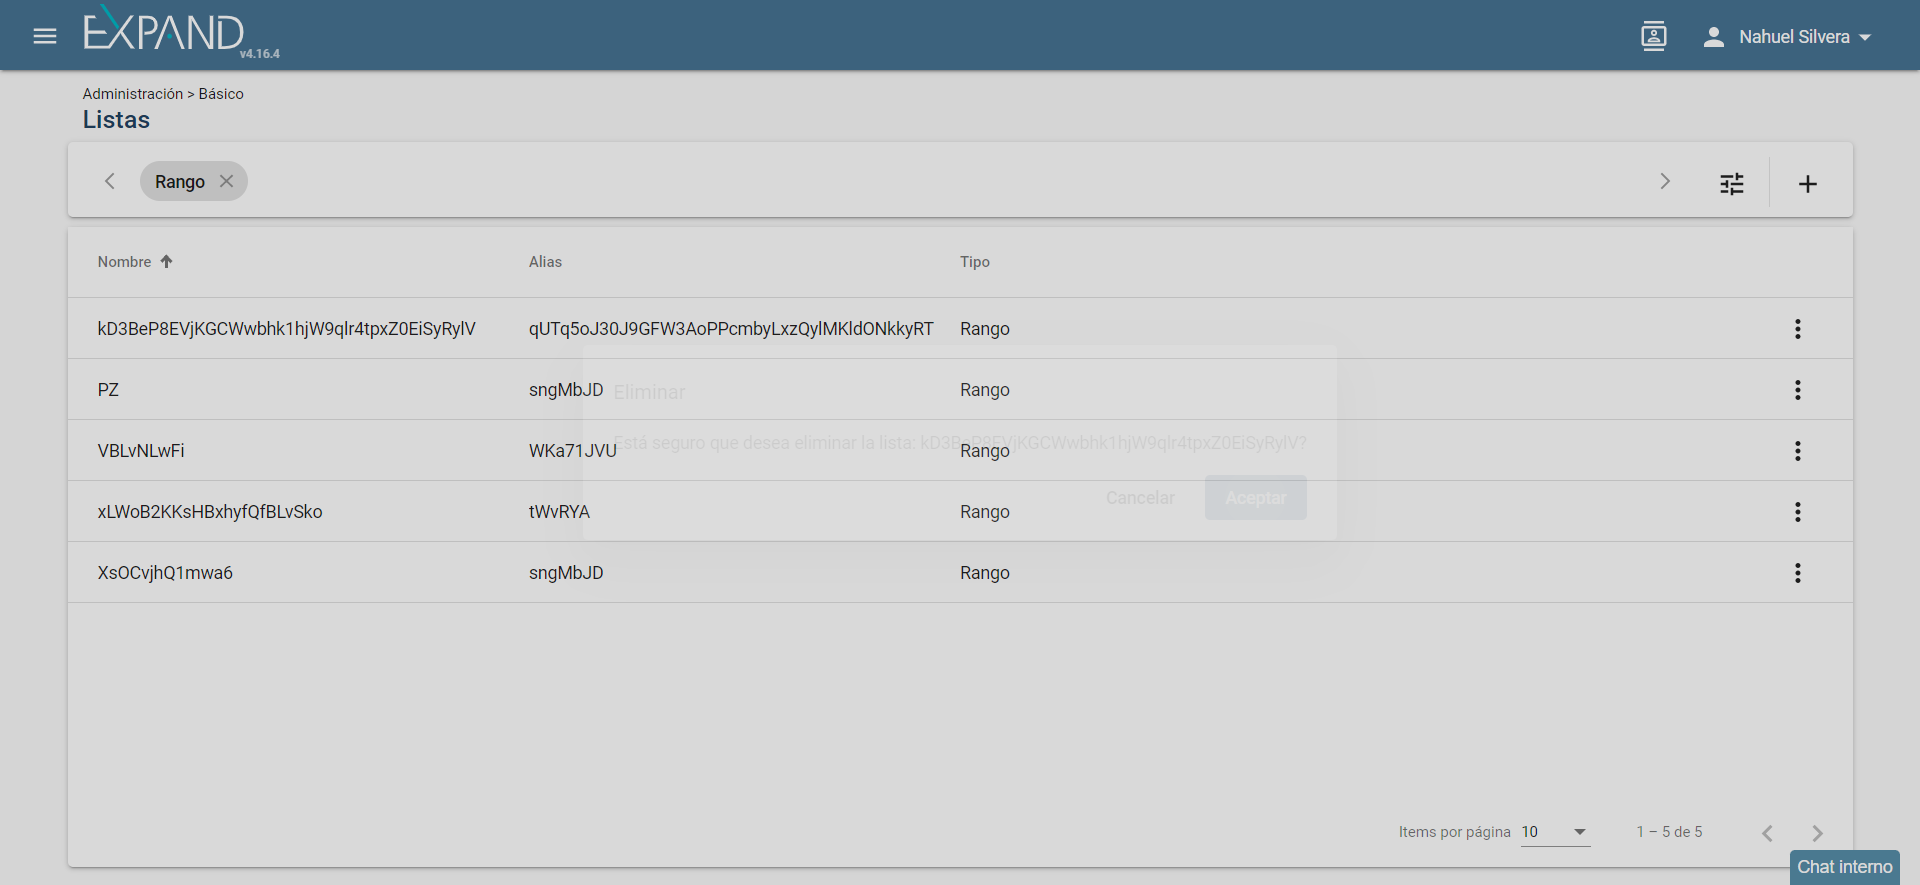 EXPAND
v4.16.4
Nahuel Silvera
Administración > Básico
Listas
Rango
Nombre Alias Tipo
kD3BeP8EVjKGCWwbhk1hjW9qlr4tpxZ0EiSyRylV qUTq5oJ30J9GFW3AoPPcmbyLxzQylMKldONkkyRT Rango
PZ sngMbJD Rango
Eliminar
Está seguro que desea eliminar la lista: kD3BeP8EVjKGCWwbhk1hjW9qlr4tpxZ0EiSyRylV?
VBLvNLwFi WKa71JVU Rango
Cancelar Aceptar
xLWoB2KKsHBxhyfQfBLvSko tWvRYA Rango
XsOCvjhQ1mwa6 sngMbJD Rango
Items por página 10 1 – 5 de 5
Chat interno